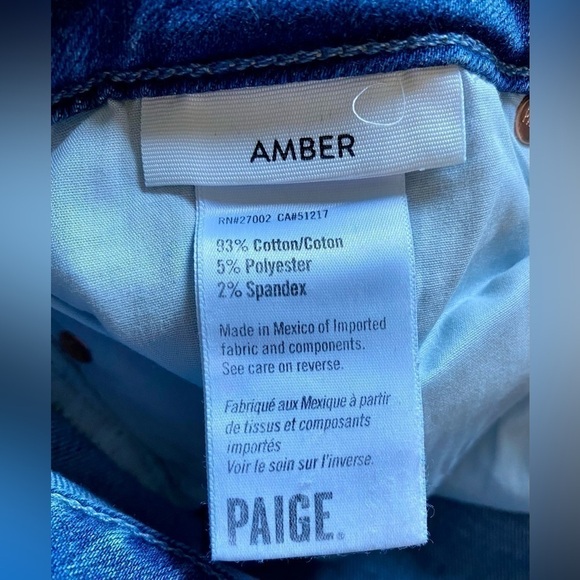 AMBER
RN#27002 CA#51217
93% Cotton/Coton
5% Polyester
2% Spandex
Made in Mexico of Imported
fabric and components.
See care on reverse.
Fabriqué aux Mexique à partir
de tissus et composants
importés
Voir le soin sur l'inverse.
PAIGE.